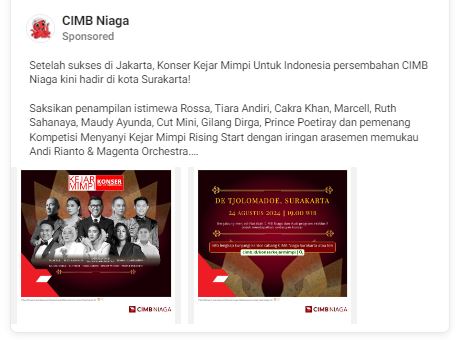 CIMB Niaga
Sponsored
Setelah sukses di Jakarta, Konser Kejar Mimpi Untuk Indonesia persembahan CIMB
Niaga kini hadir di kota Surakarta!
Saksikan penampilan istimewa Rossa, Tiara Andiri, Cakra Khan, Marcell, Ruth
Sahanaya, Maudy Ayunda, Cut Mini, Gilang Dirga, Prince Poetiray dan pemenang
Kompetisi Menyanyi Kejar Mimpi Rising Start dengan iringan arasemen memukau
Andi Rianto & Magenta Orchestra....
KEJAR
MIMPI
KONSER
CIMB NIAGA
DE TJOLOMADOE, SURAKARTA
24 AGUSTUS 2024 | 19.00 WIB
CIMB NIAGA